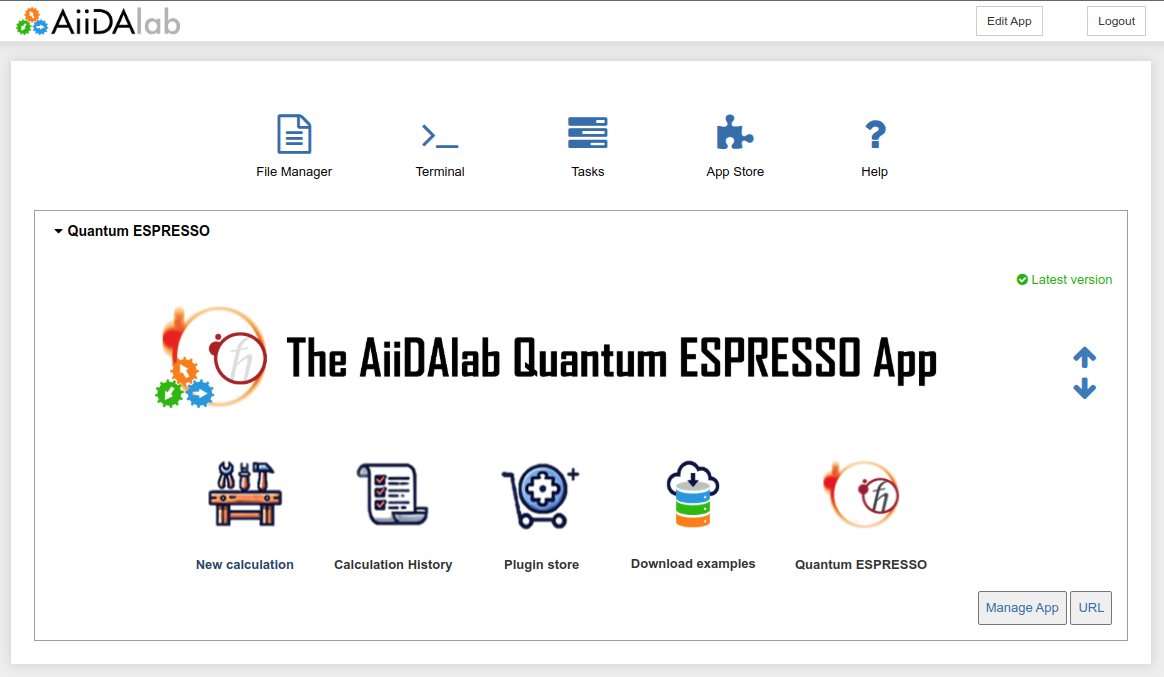 AiiDAlab
Edit App
Logout
File Manager
Terminal
Tasks
App Store
Help
Quantum ESPRESSO
Latest version
The AiiDAlab Quantum ESPRESSO App
ħ
ħ
New calculation
Calculation History
Plugin store
Download examples
Quantum ESPRESSO
Manage App
URL